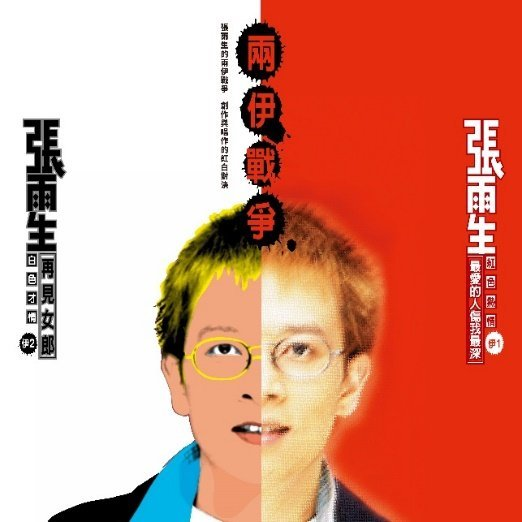 張雨生
再見女郎
白色才情
伊2
張雨生的兩伊戰爭 創作與唱作的紅白對決
兩伊戰爭
張雨生
紅色熱情
最愛的人傷我最深
伊1